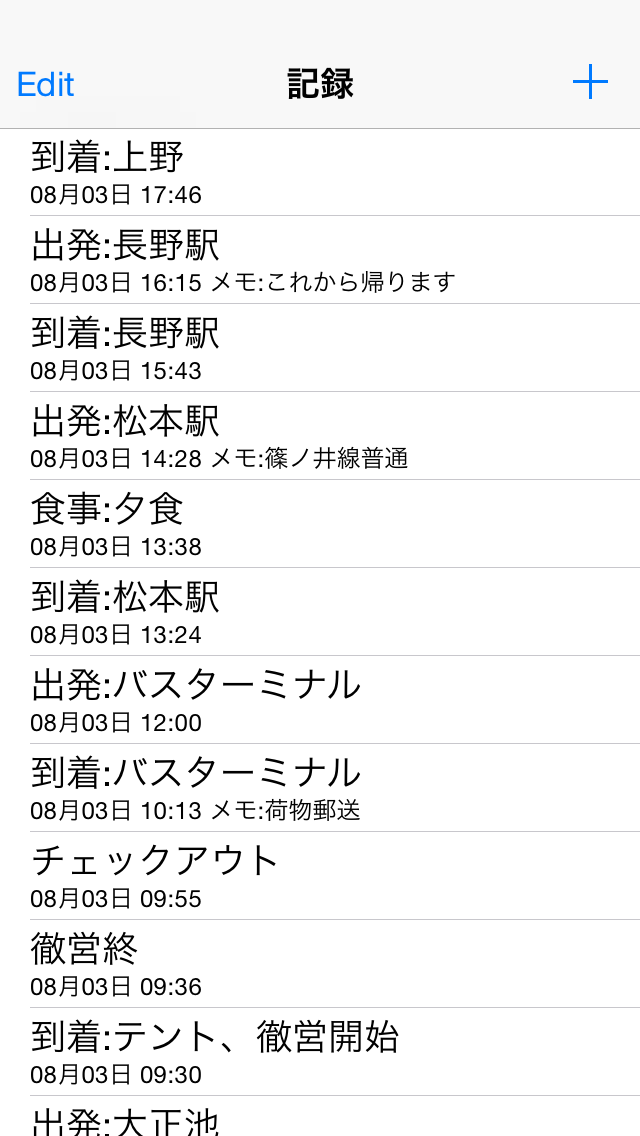 Edit
記録
+
到着:上野
08月03日 17:46
出発:長野駅
08月03日 16:15 メモ:これから帰ります
到着:長野駅
08月03日 15:43
出発:松本駅
08月03日 14:28 メモ:篠ノ井線普通
食事:夕食
08月03日 13:38
到着:松本駅
08月03日 13:24
出発:バスターミナル
08月03日 12:00
到着:バスターミナル
08月03日 10:13 メモ:荷物郵送
チェックアウト
08月03日 09:55
徹営終
08月03日 09:36
到着:テント、徹営開始
08月03日 09:30
出発:大正池